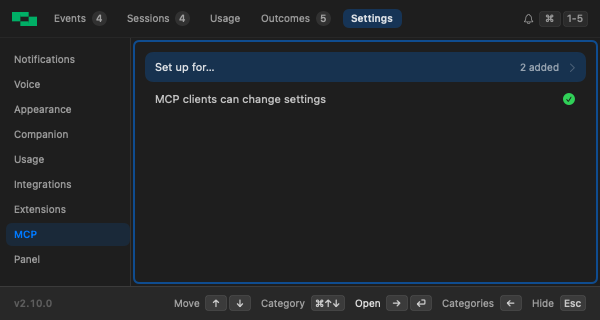 Events 4 Sessions 4 Usage Outcomes 5 Settings ⌘ 1-5
Notifications
Voice
Appearance
Companion
Usage
Integrations
Extensions
MCP
Panel
Set up for... 2 added
MCP clients can change settings
v2.10.0 Move ↑ ↓ Category ⌘↑↓ Open → ⏎ Categories ← Hide Esc